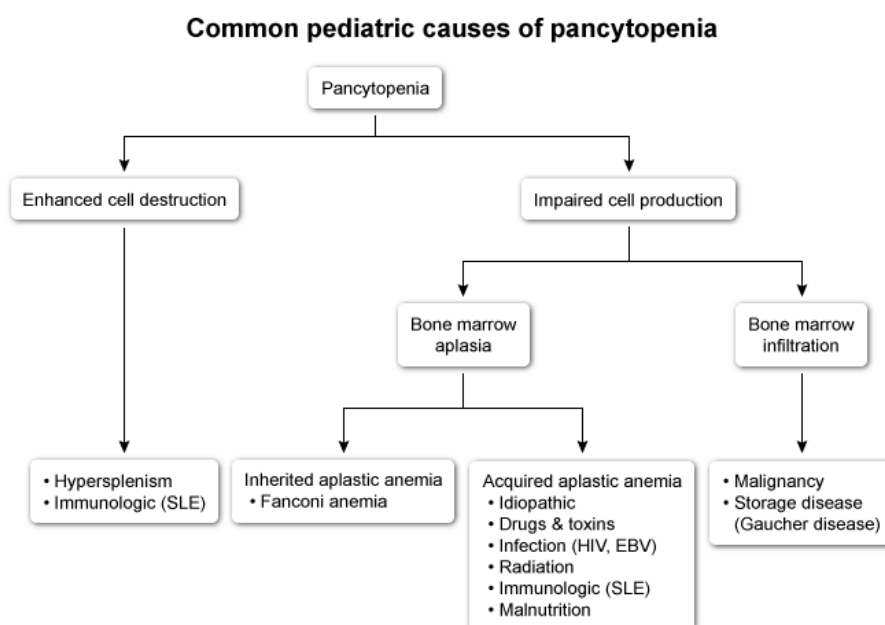 Common pediatric causes of pancytopenia
Pancytopenia
Enhanced cell destruction
Impaired cell production
Bone marrow
aplasia
Bone marrow
infiltration
• Hypersplenism
• Immunologic (SLE)
Inherited aplastic anemia
• Fanconi anemia
Acquired aplastic anemia
• Idiopathic
• Drugs & toxins
• Infection (HIV, EBV)
• Radiation
• Immunologic (SLE)
• Malnutrition
• Malignancy
• Storage disease
(Gaucher disease)